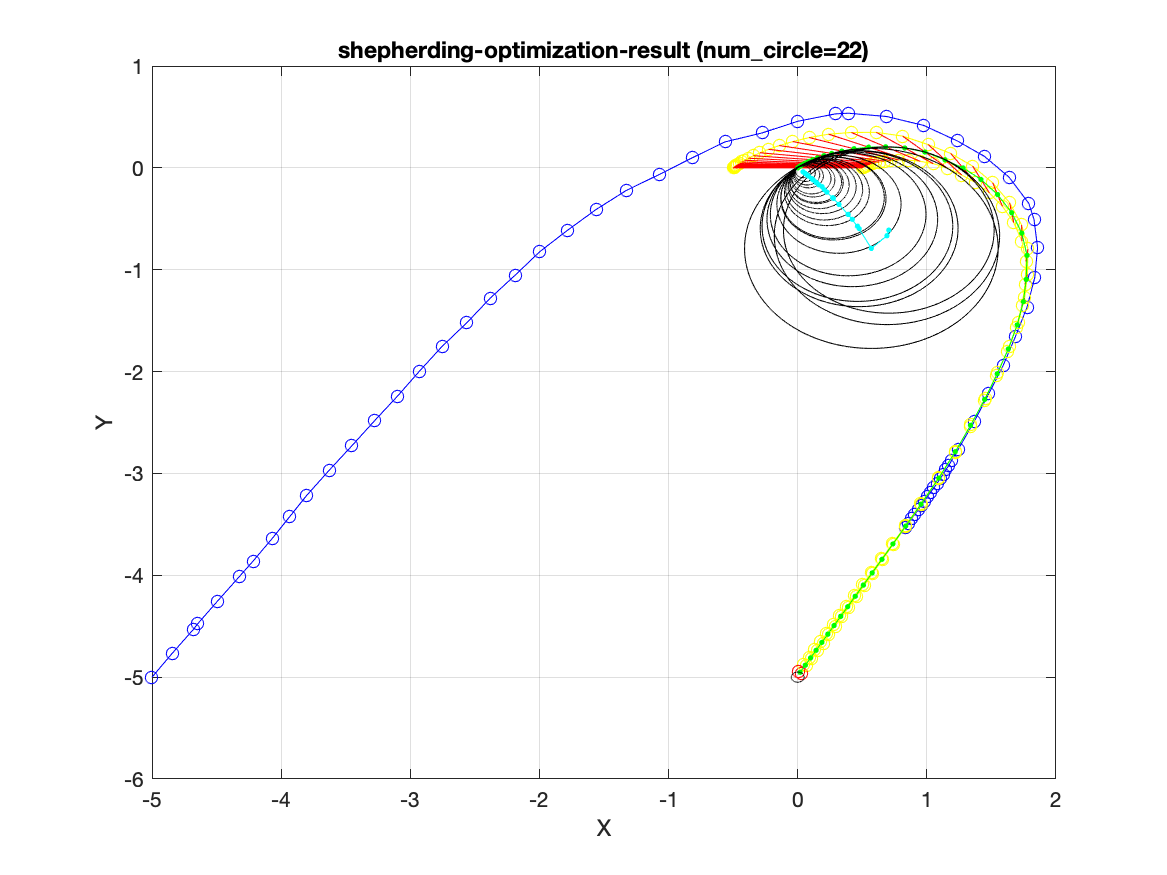 shepherding-optimization-result (num_circle=22)
1
0
-1
-2
-3
-4
-5
-6
Y
-5 -4 -3 -2 -1 0 1 2
X